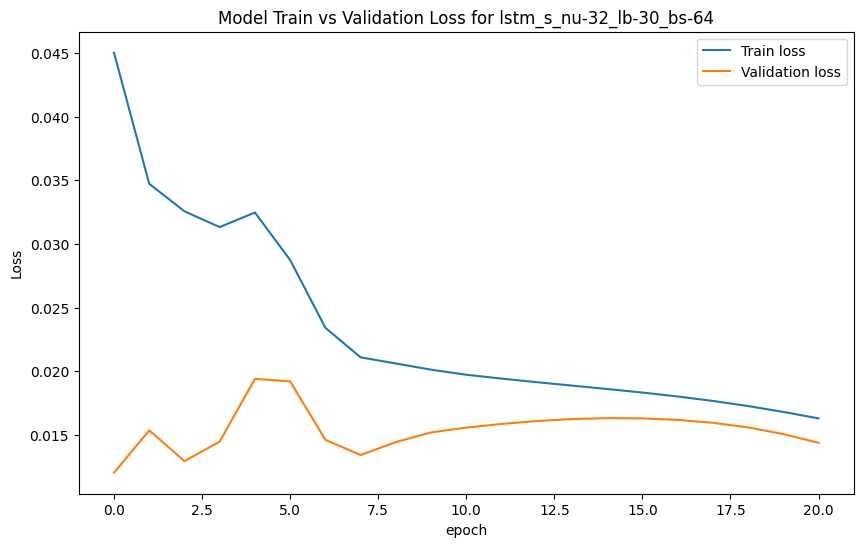 Model Train vs Validation Loss for lstm_s_nu-32_lb-30_bs-64
Train loss
Validation loss
0.045
0.040
0.035
0.030
0.025
0.020
0.015
Loss
0.0 2.5 5.0 7.5 10.0 12.5 15.0 17.5 20.0
epoch